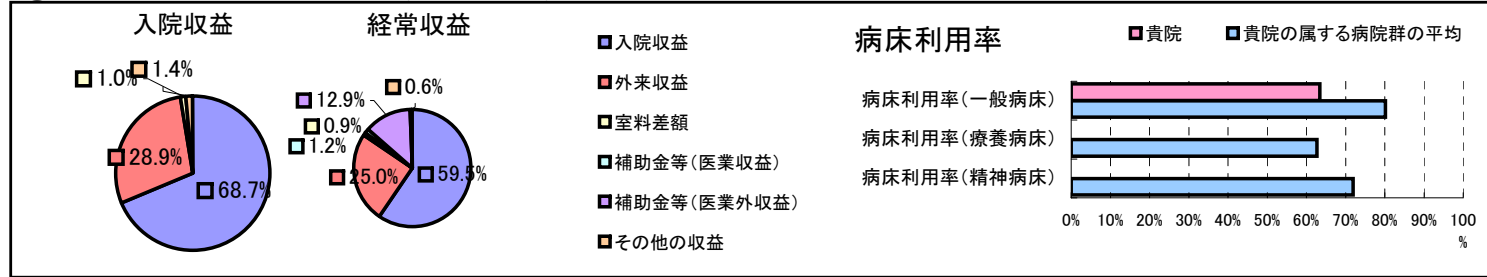 入院収益
1.0%
1.4%
28.9%
68.7%
経常収益
0.6%
12.9%
0.9%
1.2%
25.0%
59.5%
入院収益
外来収益
室料差額
補助金等(医業収益)
補助金等(医業外収益)
その他の収益
病床利用率
貴院
貴院の属する病院群の平均
病床利用率(一般病床)
病床利用率(療養病床)
病床利用率(精神病床)
0% 10% 20% 30% 40% 50% 60% 70% 80% 90% 100
%